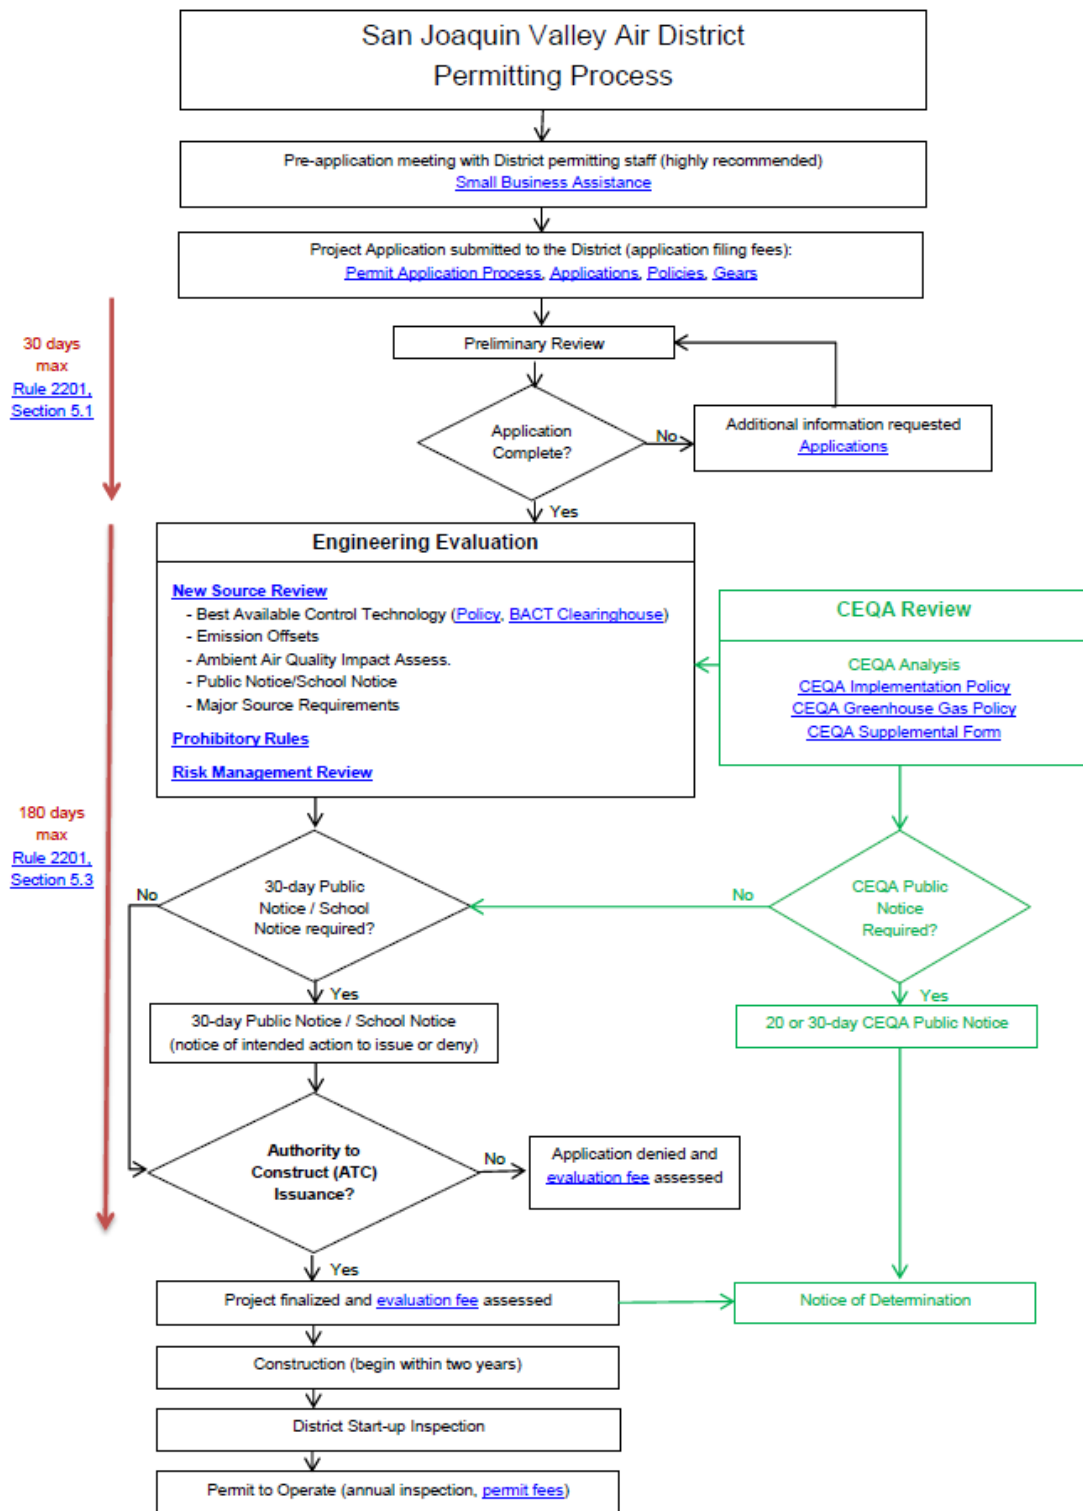 San Joaquin Valley Air District
Permitting Process
Pre-application meeting with District permitting staff (highly recommended)
Small Business Assistance
Project Application submitted to the District (application filing fees):
Permit Application Process, Applications, Policies, Gears
30 days
max
Rule 2201,
Section 5.1
Preliminary Review
Application
Complete?
No
Additional information requested
Applications
Yes
Engineering Evaluation
New Source Review
- Best Available Control Technology (Policy, BACT Clearinghouse)
- Emission Offsets
- Ambient Air Quality Impact Assess.
- Public Notice/School Notice
- Major Source Requirements
Prohibitory Rules
Risk Management Review
CEQA Review
CEQA Analysis
CEQA Implementation Policy
CEQA Greenhouse Gas Policy
CEQA Supplemental Form
180 days
max
Rule 2201,
Section 5.3
No
30-day Public
Notice / School
Notice required?
No
CEQA Public
Notice
Required?
Yes
30-day Public Notice / School Notice
(notice of intended action to issue or deny)
Yes
20 or 30-day CEQA Public Notice
Authority to
Construct (ATC)
Issuance?
No
Application denied and
evaluation fee assessed
Yes
Project finalized and evaluation fee assessed
Notice of Determination
Construction (begin within two years)
District Start-up Inspection
Permit to Operate (annual inspection, permit fees)